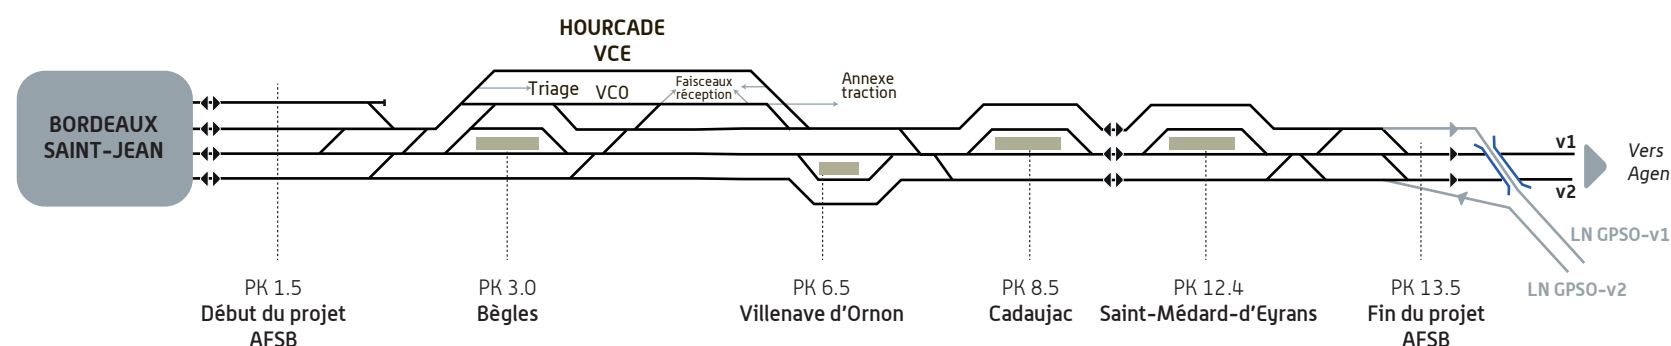 HOURCADE
VCE
BORDEAUX
SAINT-JEAN
Triage
VCO
Faisceaux
réception
Annexe
traction
v1
v2
Vers
Agen
LN GPSO-v1
LN GPSO-v2
PK 1.5
Début du projet
AFSB
PK 3.0
Bègles
PK 6.5
Villenave d'Ornon
PK 8.5
Cadaujac
PK 12.4
Saint-Médard-d'Eyrans
PK 13.5
Fin du projet
AFSB